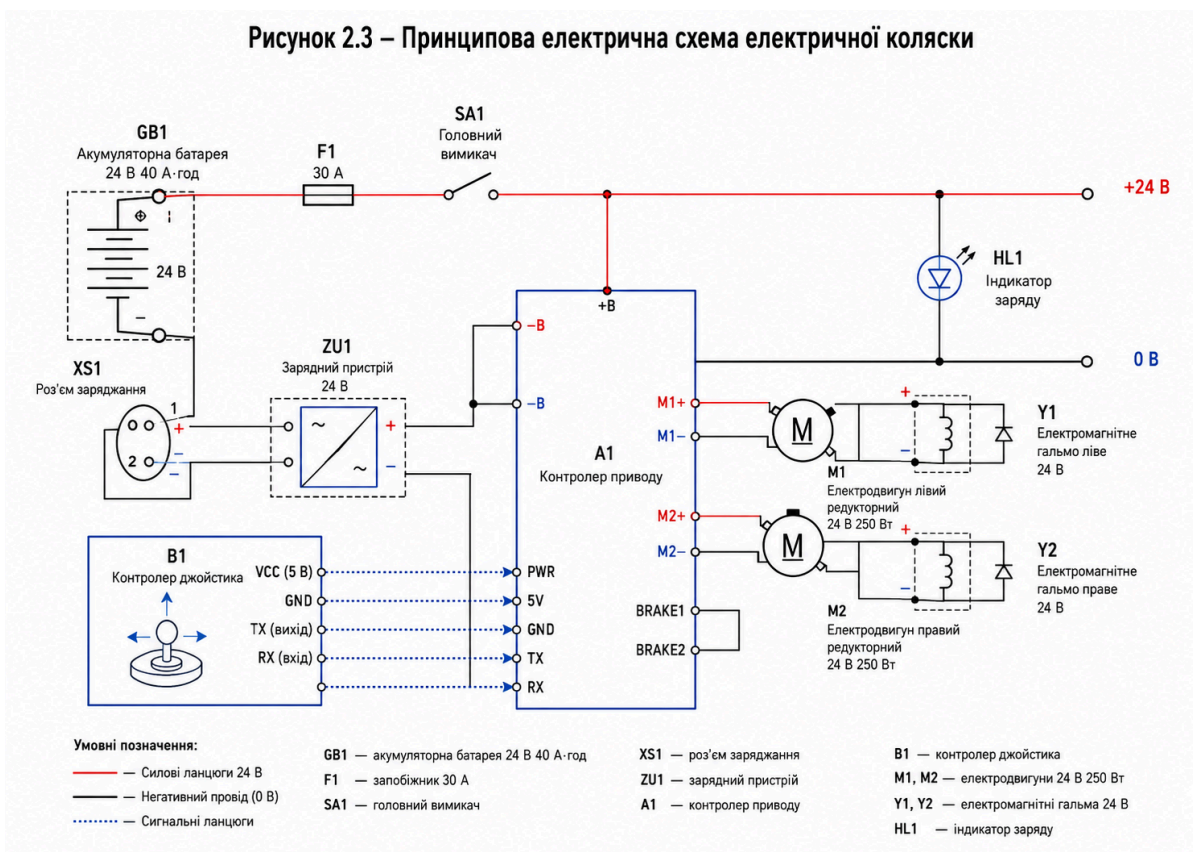 Рисунок 2.3 – Принципова електрична схема електричної коляски
GB1
Акумуляторна батарея
24 В 40 А·год
F1
30 А
SA1
Головний
вимикач
+24 В
24 В
+B
HL1
Індикатор
заряду
–B
0 В
XS1
Роз'єм заряджання
1
+
–
2
–
ZU1
Зарядний пристрій
24 В
~
~
+
–
–B
A1
Контролер приводу
M1+
M1–
M
M1
Електродвигун лівий
редукторний
24 В 250 Вт
+
–
Y1
Електромагнітне
гальмо ліве
24 В
M2+
M2–
M
M2
Електродвигун правий
редукторний
24 В 250 Вт
+
–
Y2
Електромагнітне
гальмо праве
24 В
BRAKE1
BRAKE2
B1
Контролер джойстика
VCC (5 В)
GND
TX (вихід)
RX (вхід)
PWR
5V
GND
TX
RX
Умовні позначення:
— Силові ланцюги 24 В
— Негативний провід (0 В)
— Сигнальні ланцюги
GB1 — акумуляторна батарея 24 В 40 А·год
F1 — запобіжник 30 А
SA1 — головний вимикач
XS1 — роз'єм заряджання
ZU1 — зарядний пристрій
A1 — контролер приводу
B1 — контролер джойстика
M1, M2 — електродвигуни 24 В 250 Вт
Y1, Y2 — електромагнітні гальма 24 В
HL1 — індикатор заряду